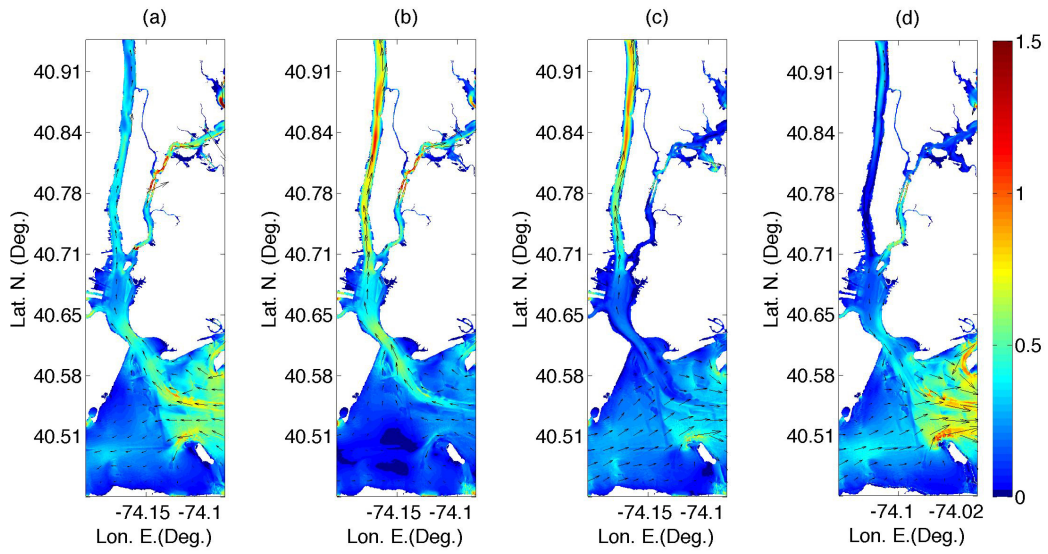 (a) (b) (c) (d)
40.91 40.91 40.91 40.91 1.5
40.84 40.84 40.84 40.84
40.78 40.78 40.78 40.78 1
40.71 40.71 40.71 40.71
Lat. N. (Deg.) Lat. N. (Deg.) Lat. N. (Deg.) Lat. N. (Deg.)
40.65 40.65 40.65 40.65
0.5
40.58 40.58 40.58 40.58
40.51 40.51 40.51 40.51
0
-74.15 -74.1 -74.15 -74.1 -74.15 -74.1 -74.1 -74.02
Lon. E.(Deg.) Lon. E.(Deg.) Lon. E.(Deg.) Lon. E.(Deg.)